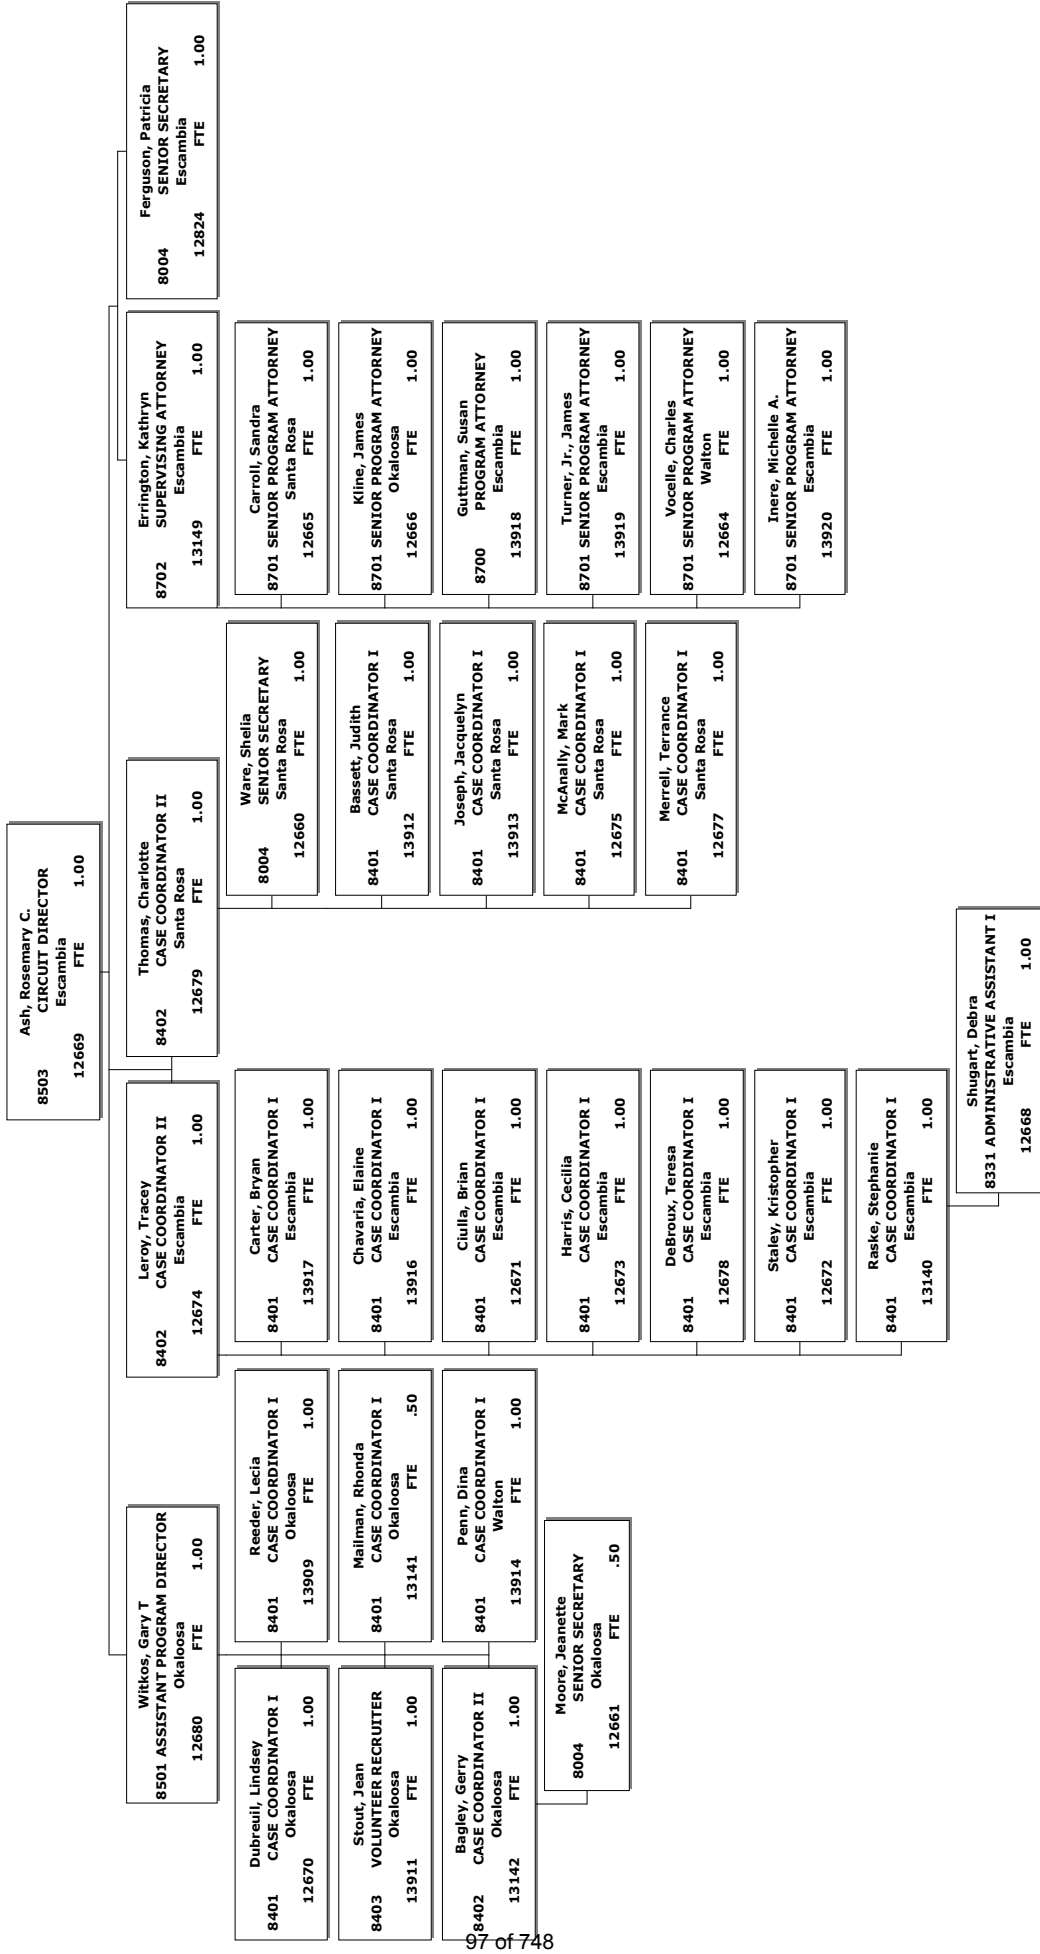 Ash, Rosemary C.
8503 CIRCUIT DIRECTOR
Escambia
12669 FTE 1.00
Witkos, Gary T
8501 ASSISTANT PROGRAM DIRECTOR
Okaloosa
12680 FTE 1.00
Leroy, Tracey
8402 CASE COORDINATOR II
Escambia
12674 FTE 1.00
Thomas, Charlotte
8402 CASE COORDINATOR II
Santa Rosa
12679 FTE 1.00
Errington, Kathryn
8702 SUPERVISING ATTORNEY
Escambia
13149 FTE 1.00
Ferguson, Patricia
8004 SENIOR SECRETARY
Escambia
12824 FTE 1.00
Dubreuil, Lindsey
8401 CASE COORDINATOR I
Okaloosa
12670 FTE 1.00
Reeder, Lecia
8401 CASE COORDINATOR I
Okaloosa
13909 FTE 1.00
Stout, Jean
8403 VOLUNTEER RECRUITER
Okaloosa
13911 FTE 1.00
Mailman, Rhonda
8401 CASE COORDINATOR I
Okaloosa
13141 FTE .50
Bagley, Gerry
8402 CASE COORDINATOR II
Okaloosa
13142 FTE 1.00
Penn, Dina
8401 CASE COORDINATOR I
Walton
13914 FTE 1.00
Moore, Jeanette
8004 SENIOR SECRETARY
Okaloosa
12661 FTE .50
Carter, Bryan
8401 CASE COORDINATOR I
Escambia
13917 FTE 1.00
Chavaria, Elaine
8401 CASE COORDINATOR I
Escambia
13916 FTE 1.00
Ciulla, Brian
8401 CASE COORDINATOR I
Escambia
12671 FTE 1.00
Harris, Cecilia
8401 CASE COORDINATOR I
Escambia
12673 FTE 1.00
DeBroux, Teresa
8401 CASE COORDINATOR I
Escambia
12678 FTE 1.00
Staley, Kristopher
8401 CASE COORDINATOR I
Escambia
12672 FTE 1.00
Raske, Stephanie
8401 CASE COORDINATOR I
Escambia
13140 FTE 1.00
Shugart, Debra
8331 ADMINISTRATIVE ASSISTANT I
Escambia
12668 FTE 1.00
Ware, Shelia
8004 SENIOR SECRETARY
Santa Rosa
12660 FTE 1.00
Bassett, Judith
8401 CASE COORDINATOR I
Santa Rosa
13912 FTE 1.00
Joseph, Jacquelyn
8401 CASE COORDINATOR I
Santa Rosa
13913 FTE 1.00
McAnally, Mark
8401 CASE COORDINATOR I
Santa Rosa
12675 FTE 1.00
Merrell, Terrance
8401 CASE COORDINATOR I
Santa Rosa
12677 FTE 1.00
Carroll, Sandra
8701 SENIOR PROGRAM ATTORNEY
Santa Rosa
12665 FTE 1.00
Kline, James
8701 SENIOR PROGRAM ATTORNEY
Okaloosa
12666 FTE 1.00
Guttman, Susan
8700 PROGRAM ATTORNEY
Escambia
13918 FTE 1.00
Turner, Jr., James
8701 SENIOR PROGRAM ATTORNEY
Escambia
13919 FTE 1.00
Vocelle, Charles
8701 SENIOR PROGRAM ATTORNEY
Walton
12664 FTE 1.00
Inere, Michelle A.
8701 SENIOR PROGRAM ATTORNEY
Escambia
13920 FTE 1.00
97 of 748